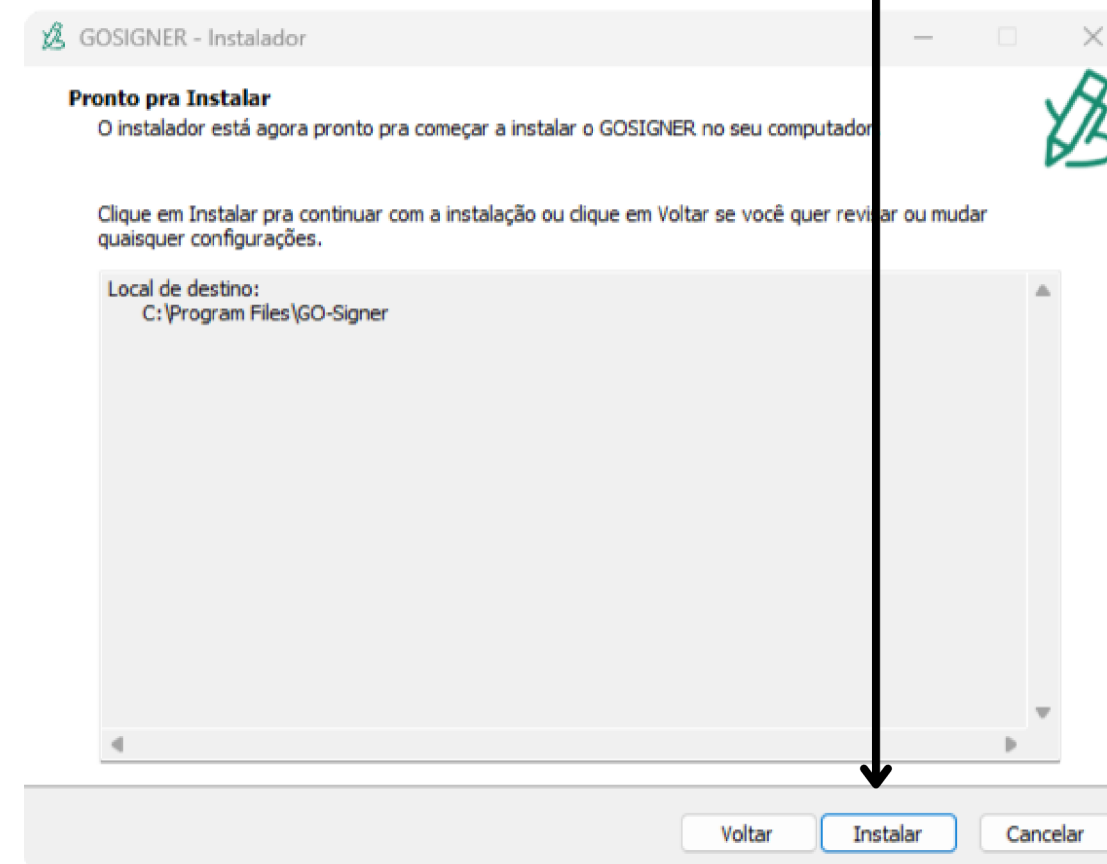 GOSIGNER - Instalador
Pronto pra Instalar
O instalador está agora pronto pra começar a instalar o GOSIGNER no seu computador
Clique em Instalar pra continuar com a instalação ou clique em Voltar se você quer revisar ou mudar
quaisquer configurações.
Local de destino:
C:\Program Files\GO-Signer
Voltar
Instalar
Cancelar